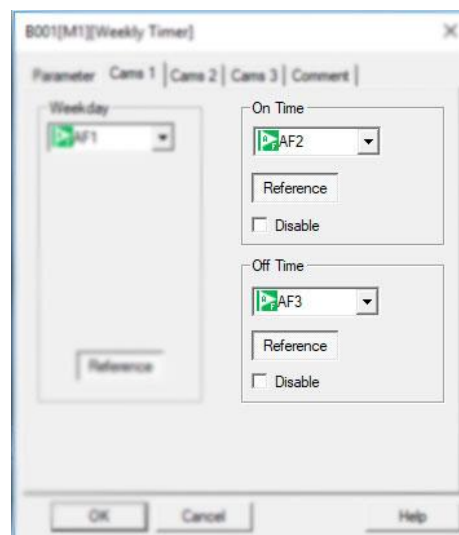 B001[M1][Weekly Timer]
Parameter Cams 1 Cams 2 Cams 3 Comment
Weekday
AF1
Reference
On Time
AF2
Reference
Disable
Off Time
AF3
Reference
Disable
OK Cancel Help